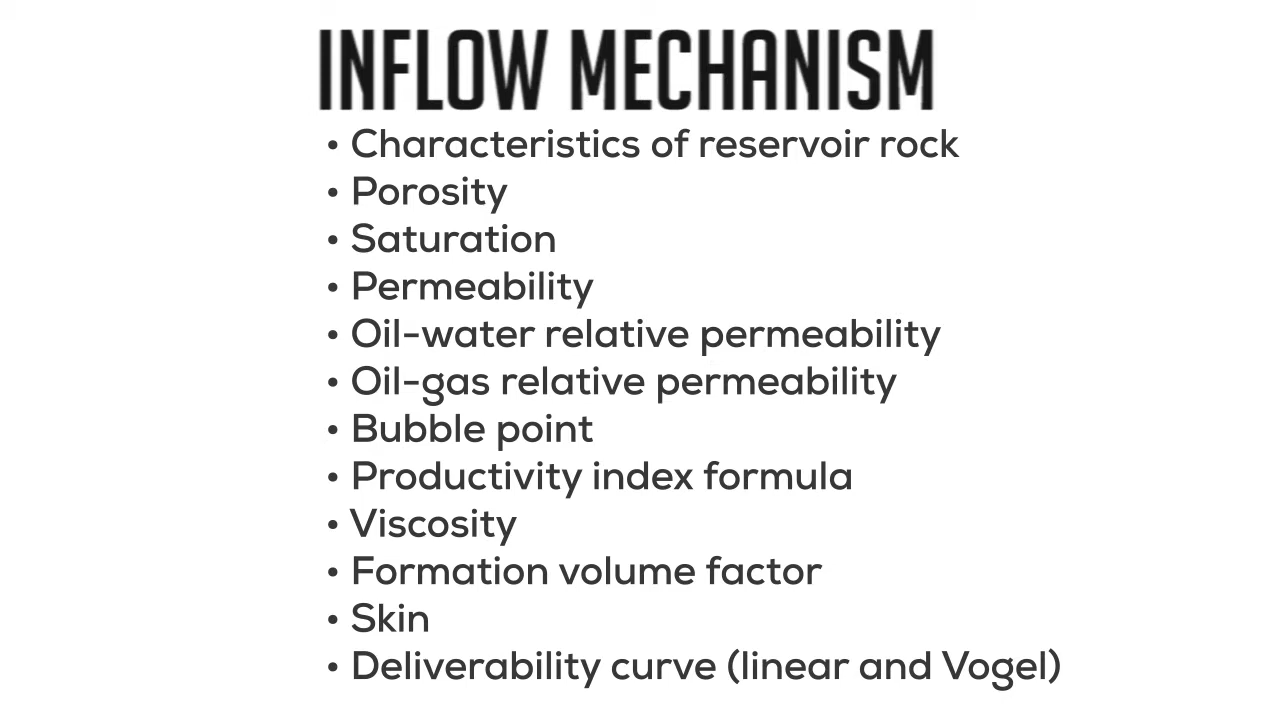 INFLOW MECHANISM
• Characteristics of reservoir rock
• Porosity
• Saturation
• Permeability
• Oil-water relative permeability
• Oil-gas relative permeability
• Bubble point
• Productivity index formula
• Viscosity
• Formation volume factor
• Skin
• Deliverability curve (linear and Vogel)